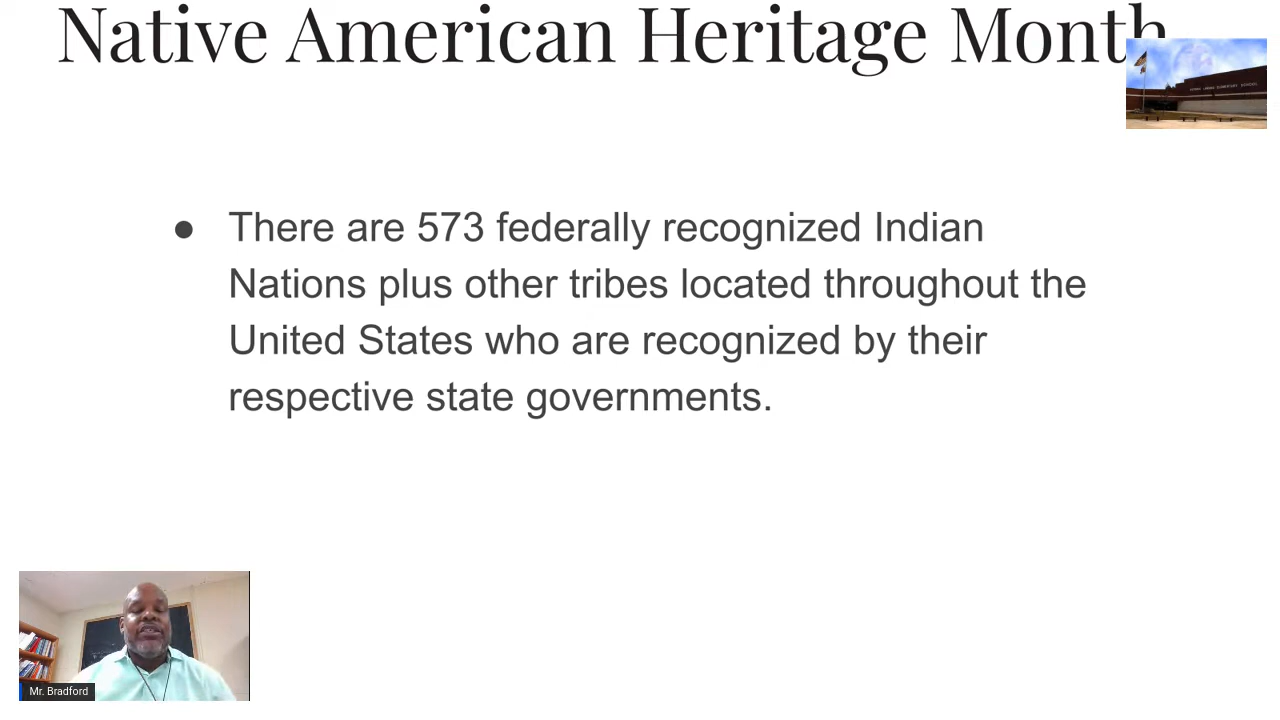 Native American Heritage Month
● There are 573 federally recognized Indian
Nations plus other tribes located throughout the
United States who are recognized by their
respective state governments.
Mr. Bradford